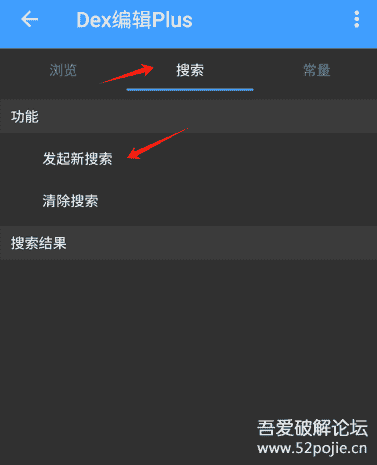 Dex编辑Plus
浏览 搜索 常量
功能
发起新搜索
清除搜索
搜索结果
吾爱破解论坛
www.52pojie.cn